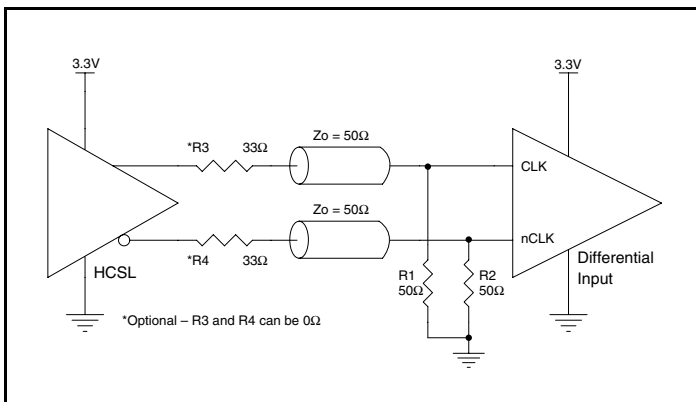 3.3V
3.3V
*R3 33Ω
Zo = 50Ω
CLK
Zo = 50Ω
nCLK
HCSL
*R4 33Ω
R1
50Ω
R2
50Ω
Differential
Input
*Optional – R3 and R4 can be 0Ω